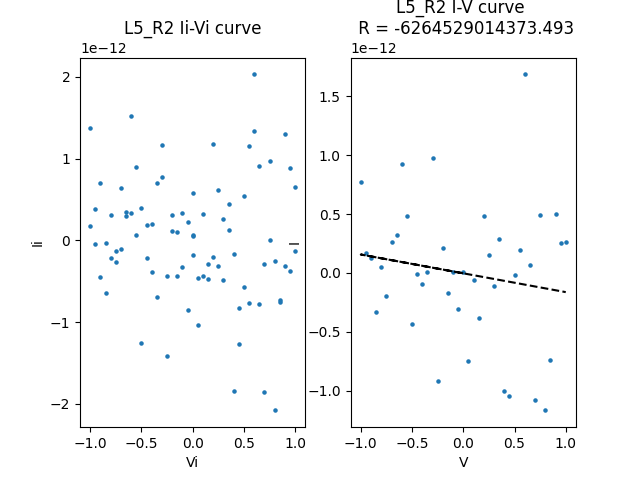 L5_R2 Ii-Vi curve
1e−12
2
1
0
−1
−2
Ii
−1.0 −0.5 0.0 0.5 1.0
Vi
L5_R2 I-V curve
R = -6264529014373.493
1e−12
1.5
1.0
0.5
0.0
−0.5
−1.0
−1.0 −0.5 0.0 0.5 1.0
V